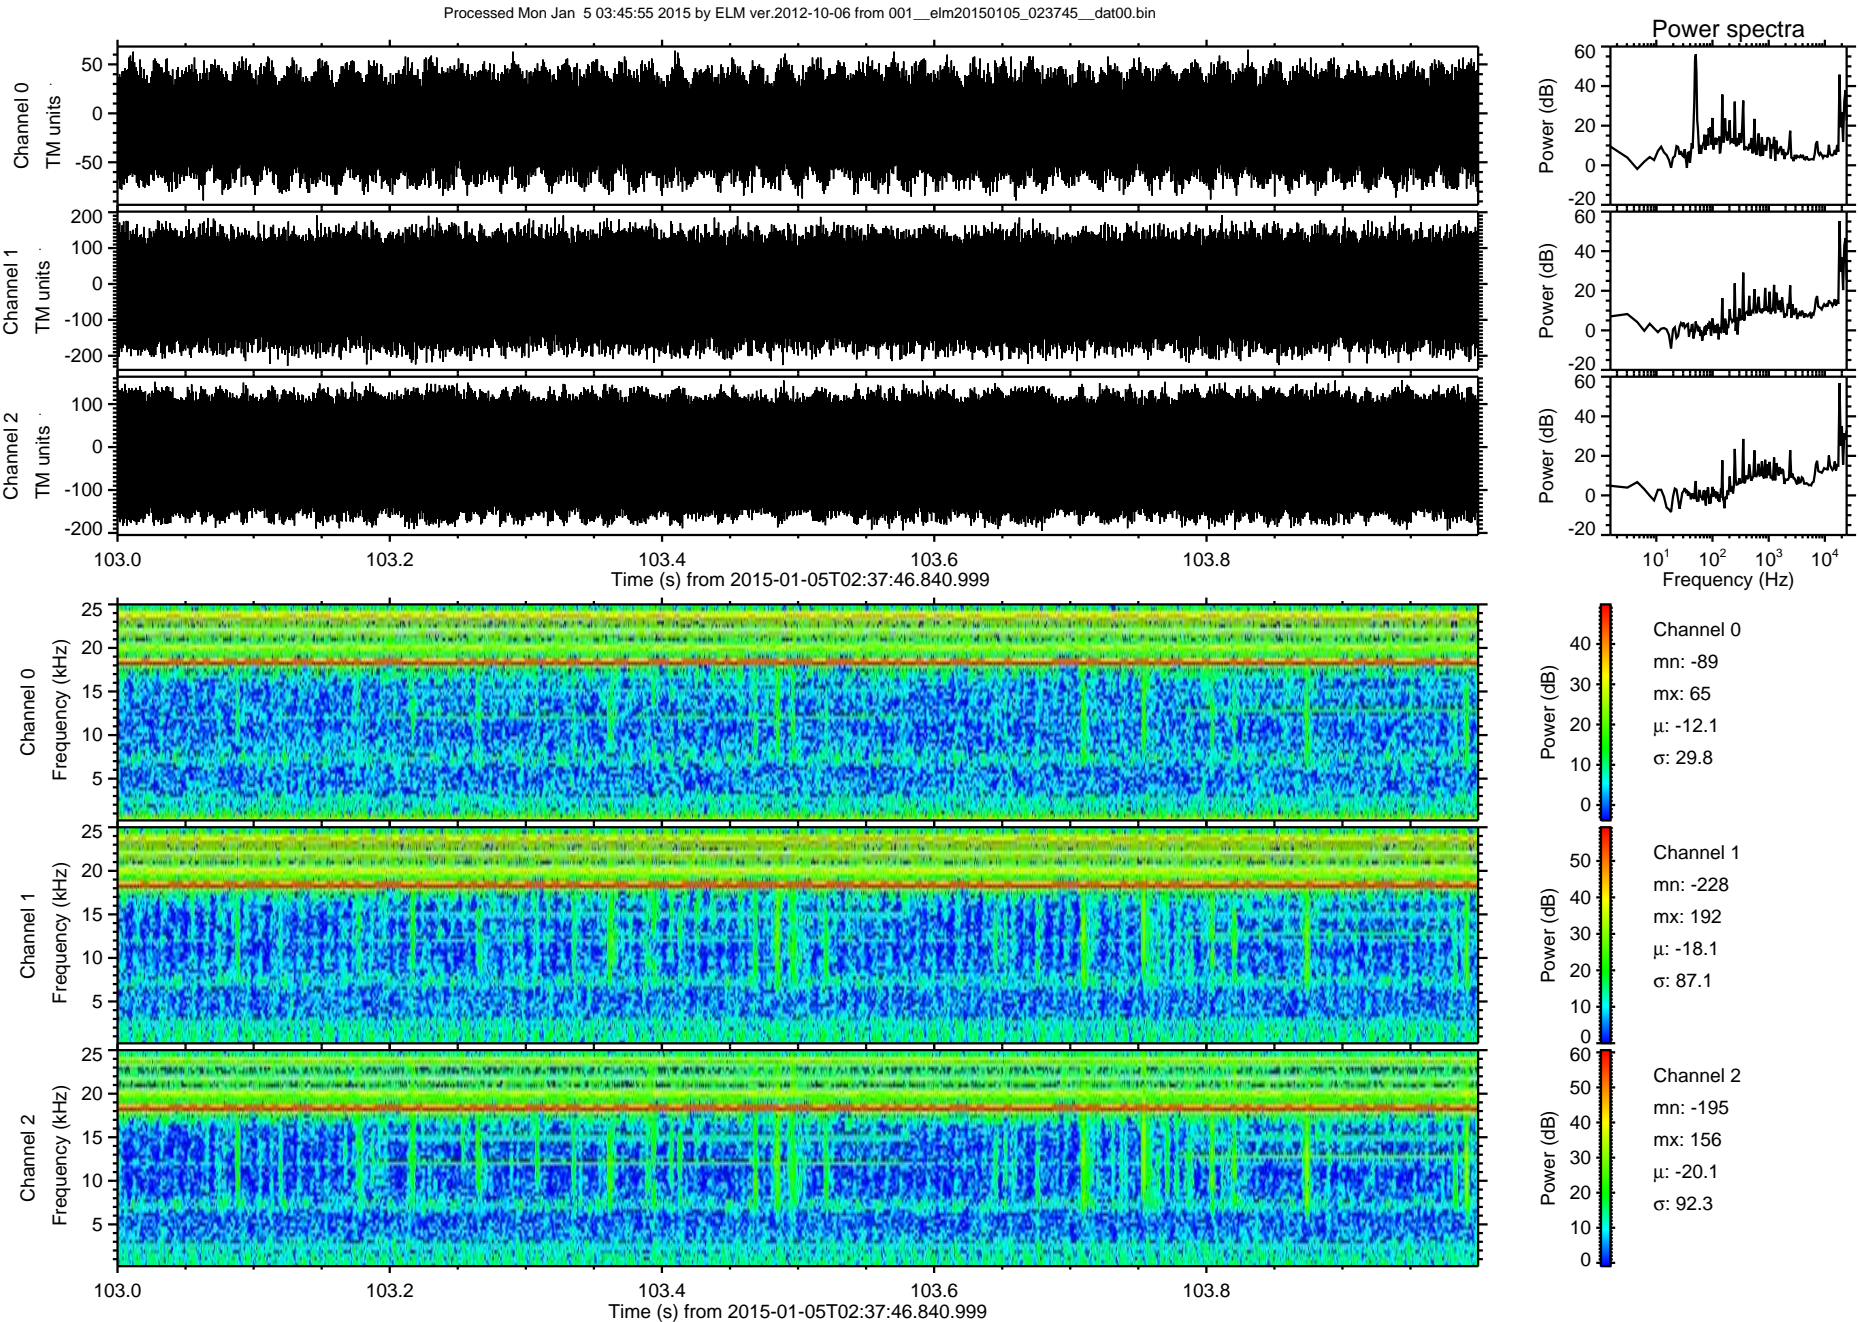 Processed Mon Jan  5 03:45:55 2015 by ELM ver.2012-10-06 from 001__elm20150105_023745__dat00.bin
Power spectra
Channel 0
TM units
50
0
-50
Power (dB)
60
40
20
0
-20
Channel 1
TM units
200
100
0
-100
-200
Power (dB)
60
40
20
0
-20
Channel 2
TM units
100
0
-100
-200
Power (dB)
60
40
20
0
-20
103.0 103.2 103.4 103.6 103.8
Time (s) from 2015-01-05T02:37:46.840.999
10^1 10^2 10^3 10^4
Frequency (Hz)
Channel 0
Frequency (kHz)
25
20
15
10
5
Power (dB)
40
30
20
10
0
Channel 0
mn: -89
mx: 65
μ: -12.1
σ: 29.8
Channel 1
Frequency (kHz)
25
20
15
10
5
Power (dB)
50
40
30
20
10
0
Channel 1
mn: -228
mx: 192
μ: -18.1
σ: 87.1
Channel 2
Frequency (kHz)
25
20
15
10
5
Power (dB)
60
50
40
30
20
10
0
Channel 2
mn: -195
mx: 156
μ: -20.1
σ: 92.3
103.0 103.2 103.4 103.6 103.8
Time (s) from 2015-01-05T02:37:46.840.999